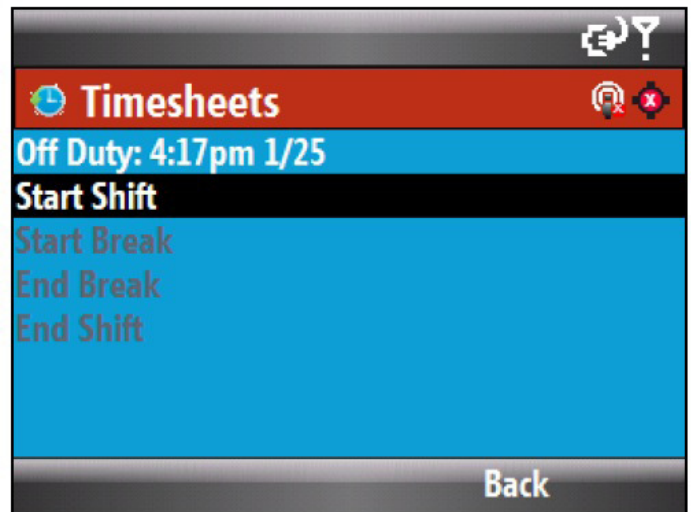 Timesheets
Off Duty: 4:17pm 1/25
Start Shift
Start Break
End Break
End Shift
Back